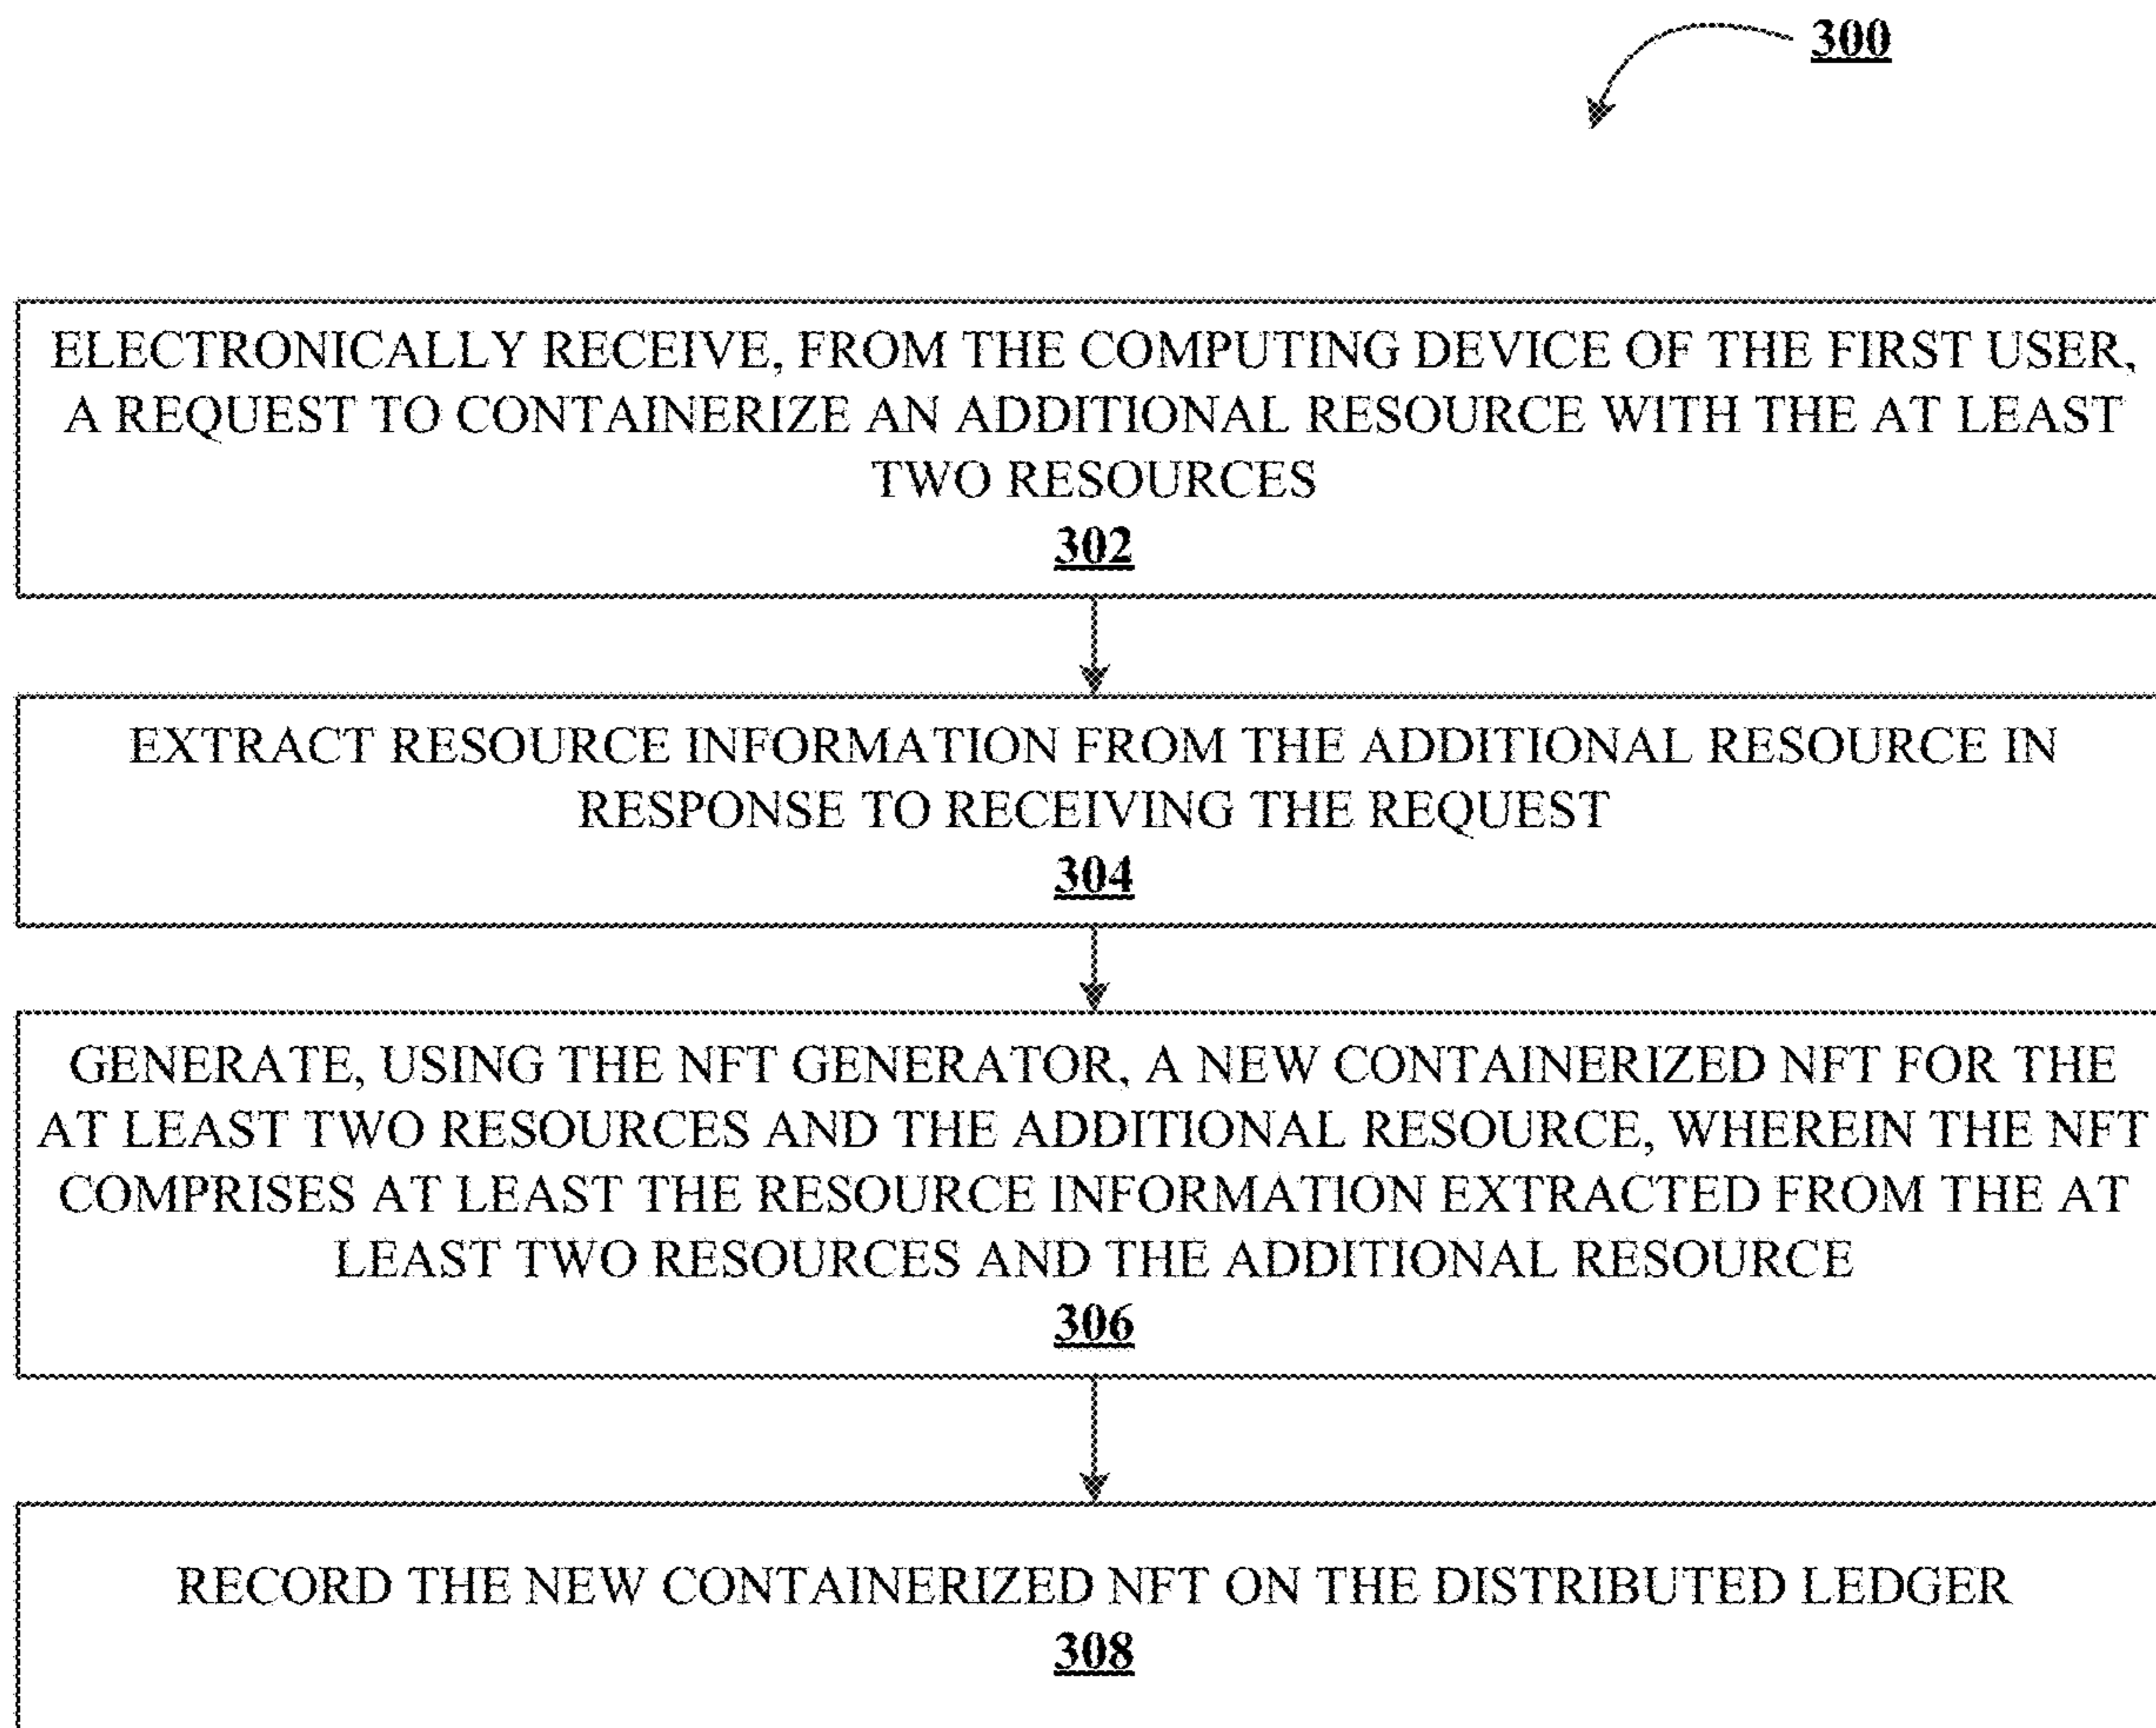 300
ELECTRONICALLY RECEIVE, FROM THE COMPUTING DEVICE OF THE FIRST USER,
A REQUEST TO CONTAINERIZE AN ADDITIONAL RESOURCE WITH THE AT LEAST
TWO RESOURCES
302
EXTRACT RESOURCE INFORMATION FROM THE ADDITIONAL RESOURCE IN
RESPONSE TO RECEIVING THE REQUEST
304
GENERATE, USING THE NFT GENERATOR, A NEW CONTAINERIZED NFT FOR THE
AT LEAST TWO RESOURCES AND THE ADDITIONAL RESOURCE, WHEREIN THE NFT
COMPRISES AT LEAST THE RESOURCE INFORMATION EXTRACTED FROM THE AT
LEAST TWO RESOURCES AND THE ADDITIONAL RESOURCE
306
RECORD THE NEW CONTAINERIZED NFT ON THE DISTRIBUTED LEDGER
308